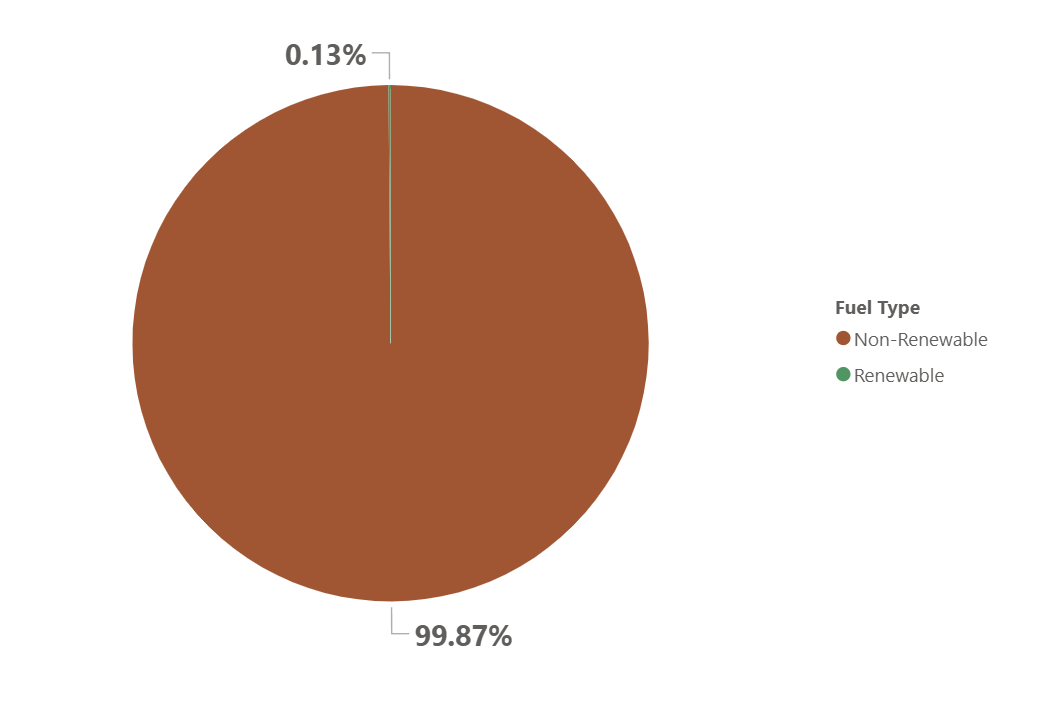 0.13%
Fuel Type
Non-Renewable
Renewable
99.87%